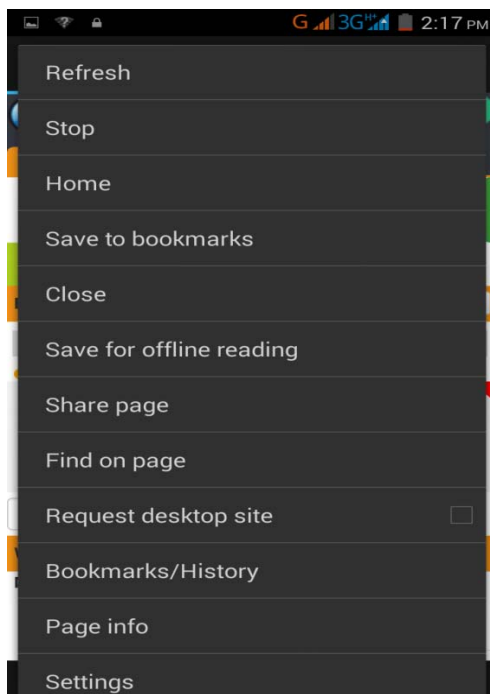 G 3G H+ 2:17 PM
Refresh
Stop
Home
Save to bookmarks
Close
Save for offline reading
Share page
Find on page
Request desktop site
Bookmarks/History
Page info
Settings